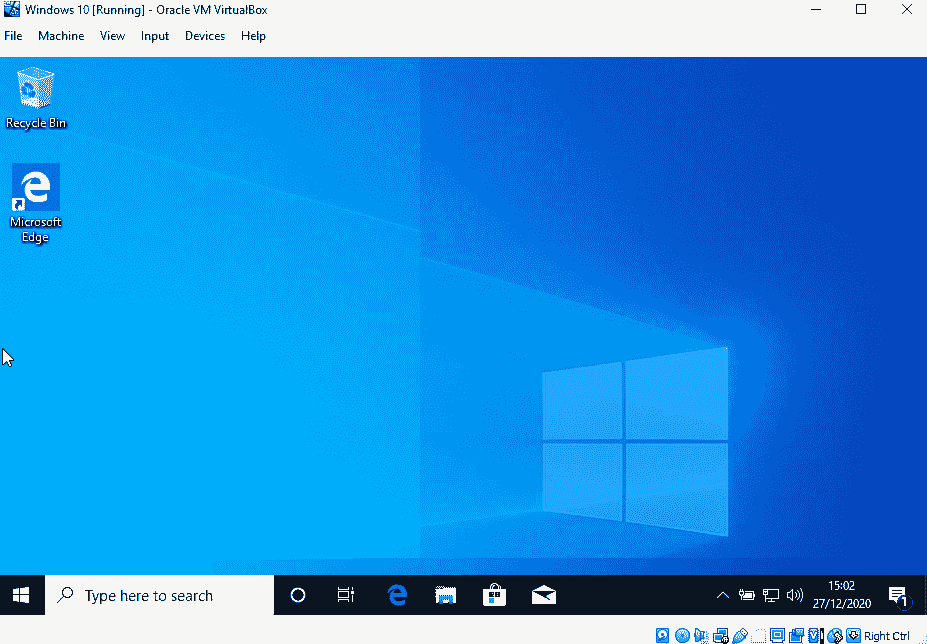 Windows 10 [Running] - Oracle VM VirtualBox
File Machine View Input Devices Help
Recycle Bin
Microsoft
Edge
Type here to search
15:02
27/12/2020
1
Right Ctrl